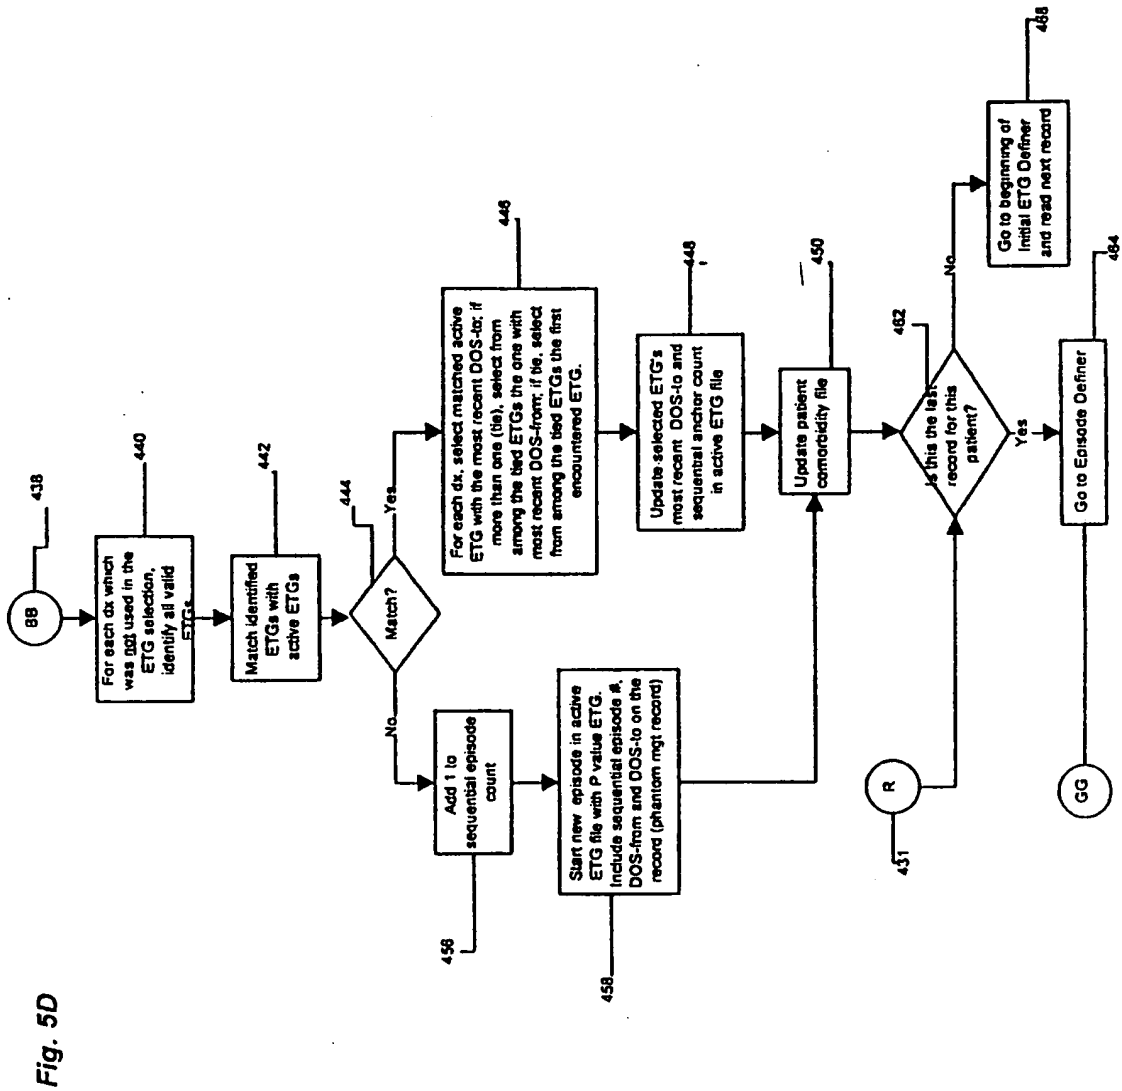 Fig. 5D
BB
438
For each dx which
was not used in the
ETG selection,
identify all valid
ETGs
440
Match identified
ETGs with
active ETGs
442
Match?
444
No
Yes
Add 1 to
sequential episode
count
456
Start new episode in active
ETG file with P value ETG.
Include sequential episode #,
DOS-from and DOS-to on the
record (phantom mgt record)
458
For each dx, select matched active
ETG with the most recent DOS-to; if
more than one (tie), select from
among the tied ETGs the one with
most recent DOS-from; if tie, select
from among the tied ETGs the first
encountered ETG.
446
Update selected ETG's
most recent DOS-to and
sequential anchor count
in active ETG file
448
Update patient
comorbidity file
450
R
431
Is this the last
record for this
patient?
462
No
Yes
Go to beginning of
Initial ETG Definer
and read next record
468
GG
Go to Episode Definer
464